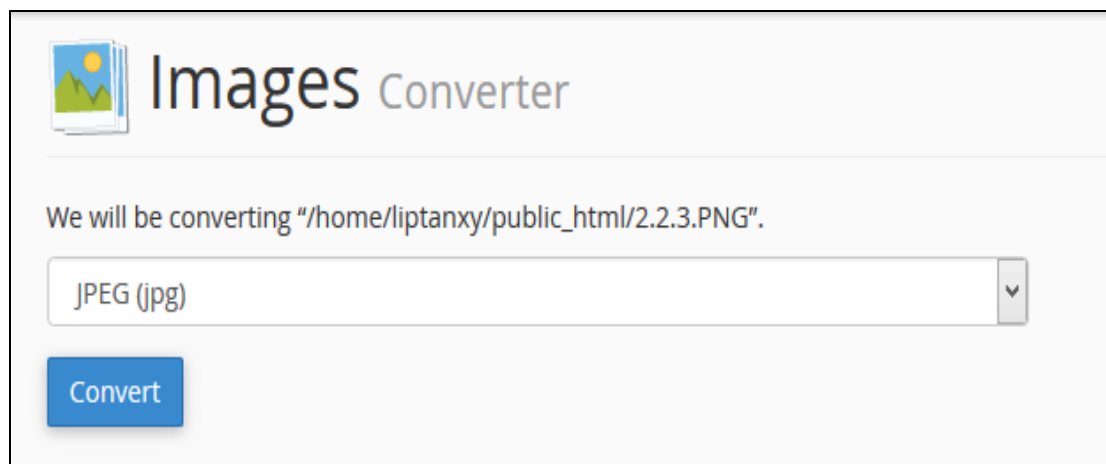 Images Converter
We will be converting “/home/liptanxy/public_html/2.2.3.PNG”.
JPEG (jpg)
Convert